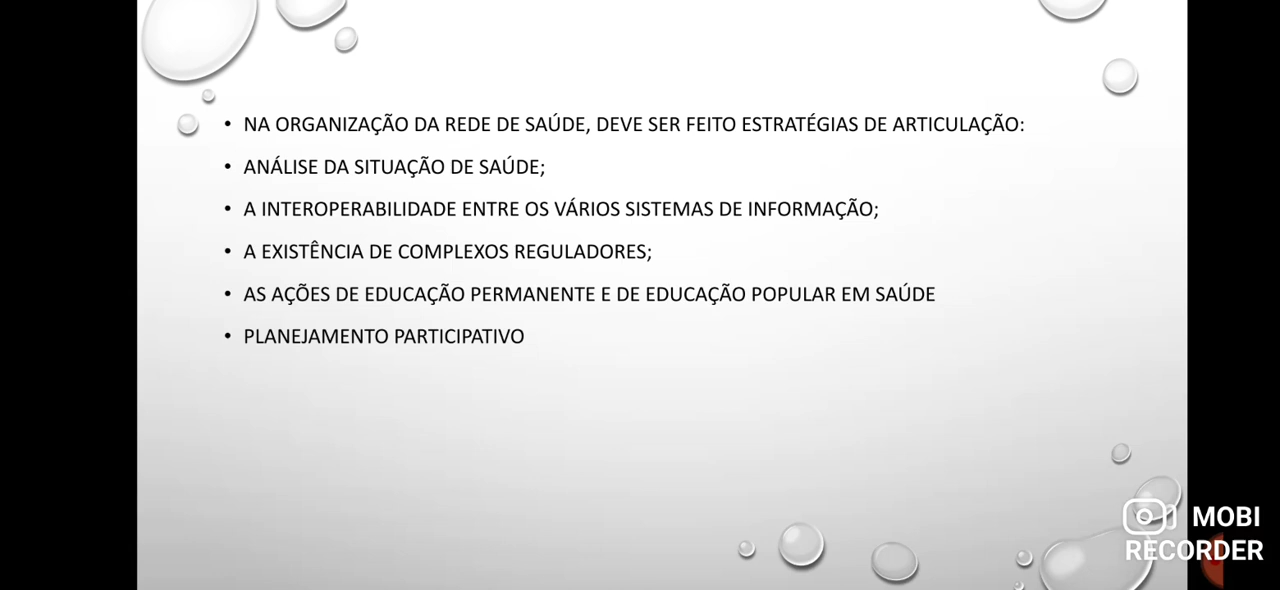 • NA ORGANIZAÇÃO DA REDE DE SAÚDE, DEVE SER FEITO ESTRATÉGIAS DE ARTICULAÇÃO:
• ANÁLISE DA SITUAÇÃO DE SAÚDE;
• A INTEROPERABILIDADE ENTRE OS VÁRIOS SISTEMAS DE INFORMAÇÃO;
• A EXISTÊNCIA DE COMPLEXOS REGULADORES;
• AS AÇÕES DE EDUCAÇÃO PERMANENTE E DE EDUCAÇÃO POPULAR EM SAÚDE
• PLANEJAMENTO PARTICIPATIVO
MOBI
RECORDER